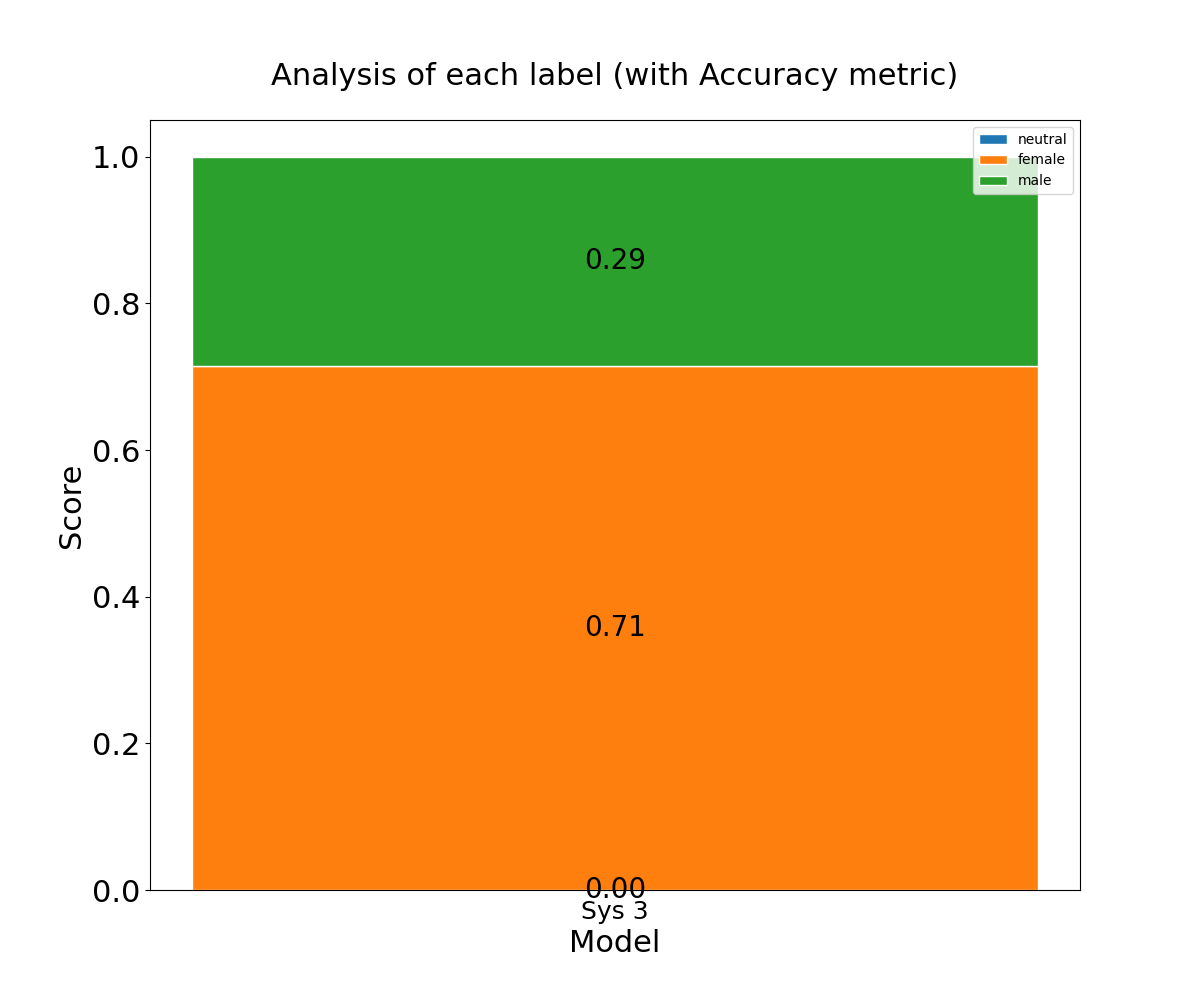 Analysis of each label (with Accuracy metric)
neutral
female
male
1.0
0.8
0.6
0.4
0.2
0.0
Score
0.29
0.71
0.00
Sys 3
Model